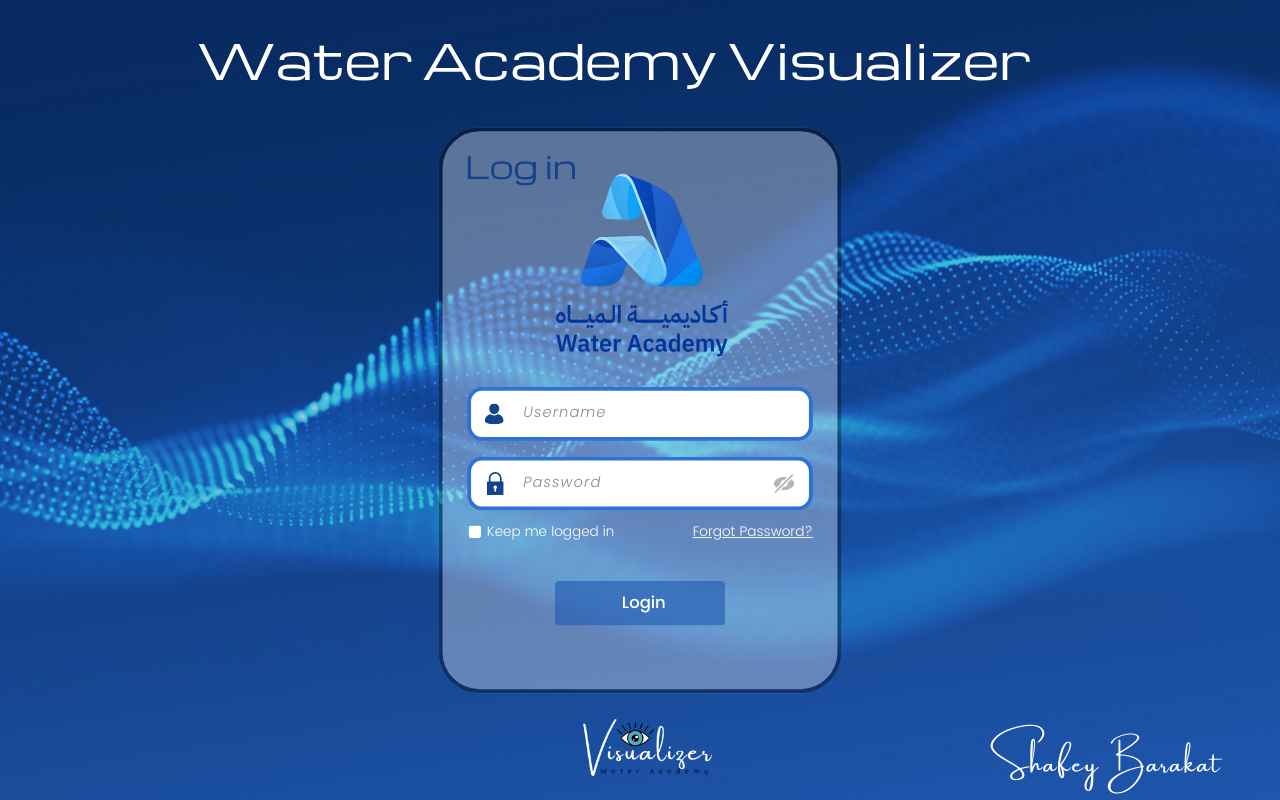 Water Academy Visualizer
Log in
أكاديميـــة الميـــاه
Water Academy
Username
Password
Keep me logged in
Forgot Password?
Login
Visualizer
Water Academy
Shafey Barakat